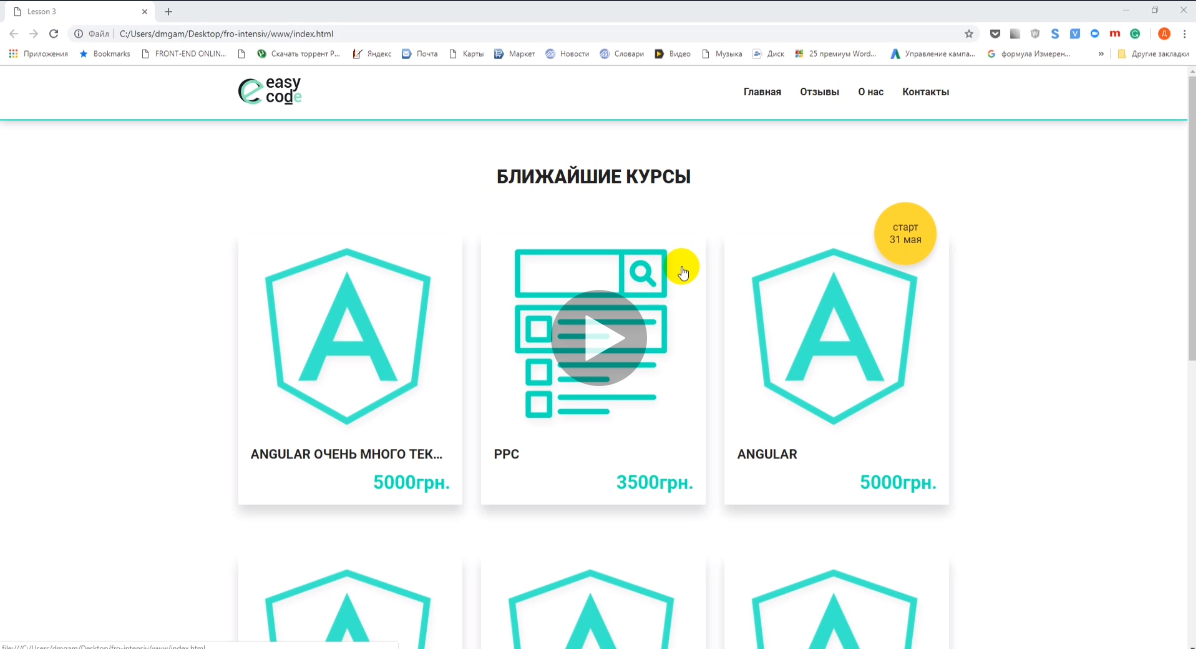 Lesson 3
Файл C:/Users/dmgam/Desktop/fro-intensiv/www/index.html
Приложения Bookmarks FRONT-END ONLIN... Скачать торрент Р... Яндекс Почта Карты Маркет Новости Словари Видео Музыка Диск 25 премиум Word... Управление кампа... формула Измерен... » Другие закладки
easy code
Главная Отзывы О нас Контакты
БЛИЖАЙШИЕ КУРСЫ
старт
31 мая
ANGULAR ОЧЕНЬ МНОГО ТЕК...
5000грн.
PPC
3500грн.
ANGULAR
5000грн.
file:///C:/Users/dmgam/Desktop/fro-intensiv/www/index.html